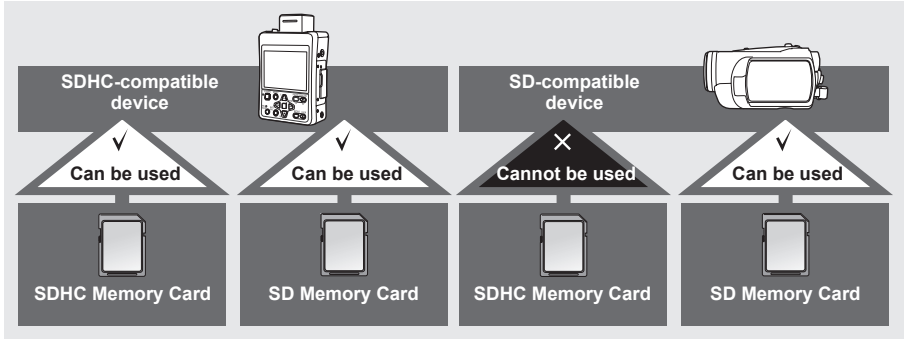 SDHC-compatible
device
SD-compatible
device
Can be used
Can be used
Cannot be used
Can be used
SDHC Memory Card
SD Memory Card
SDHC Memory Card
SD Memory Card